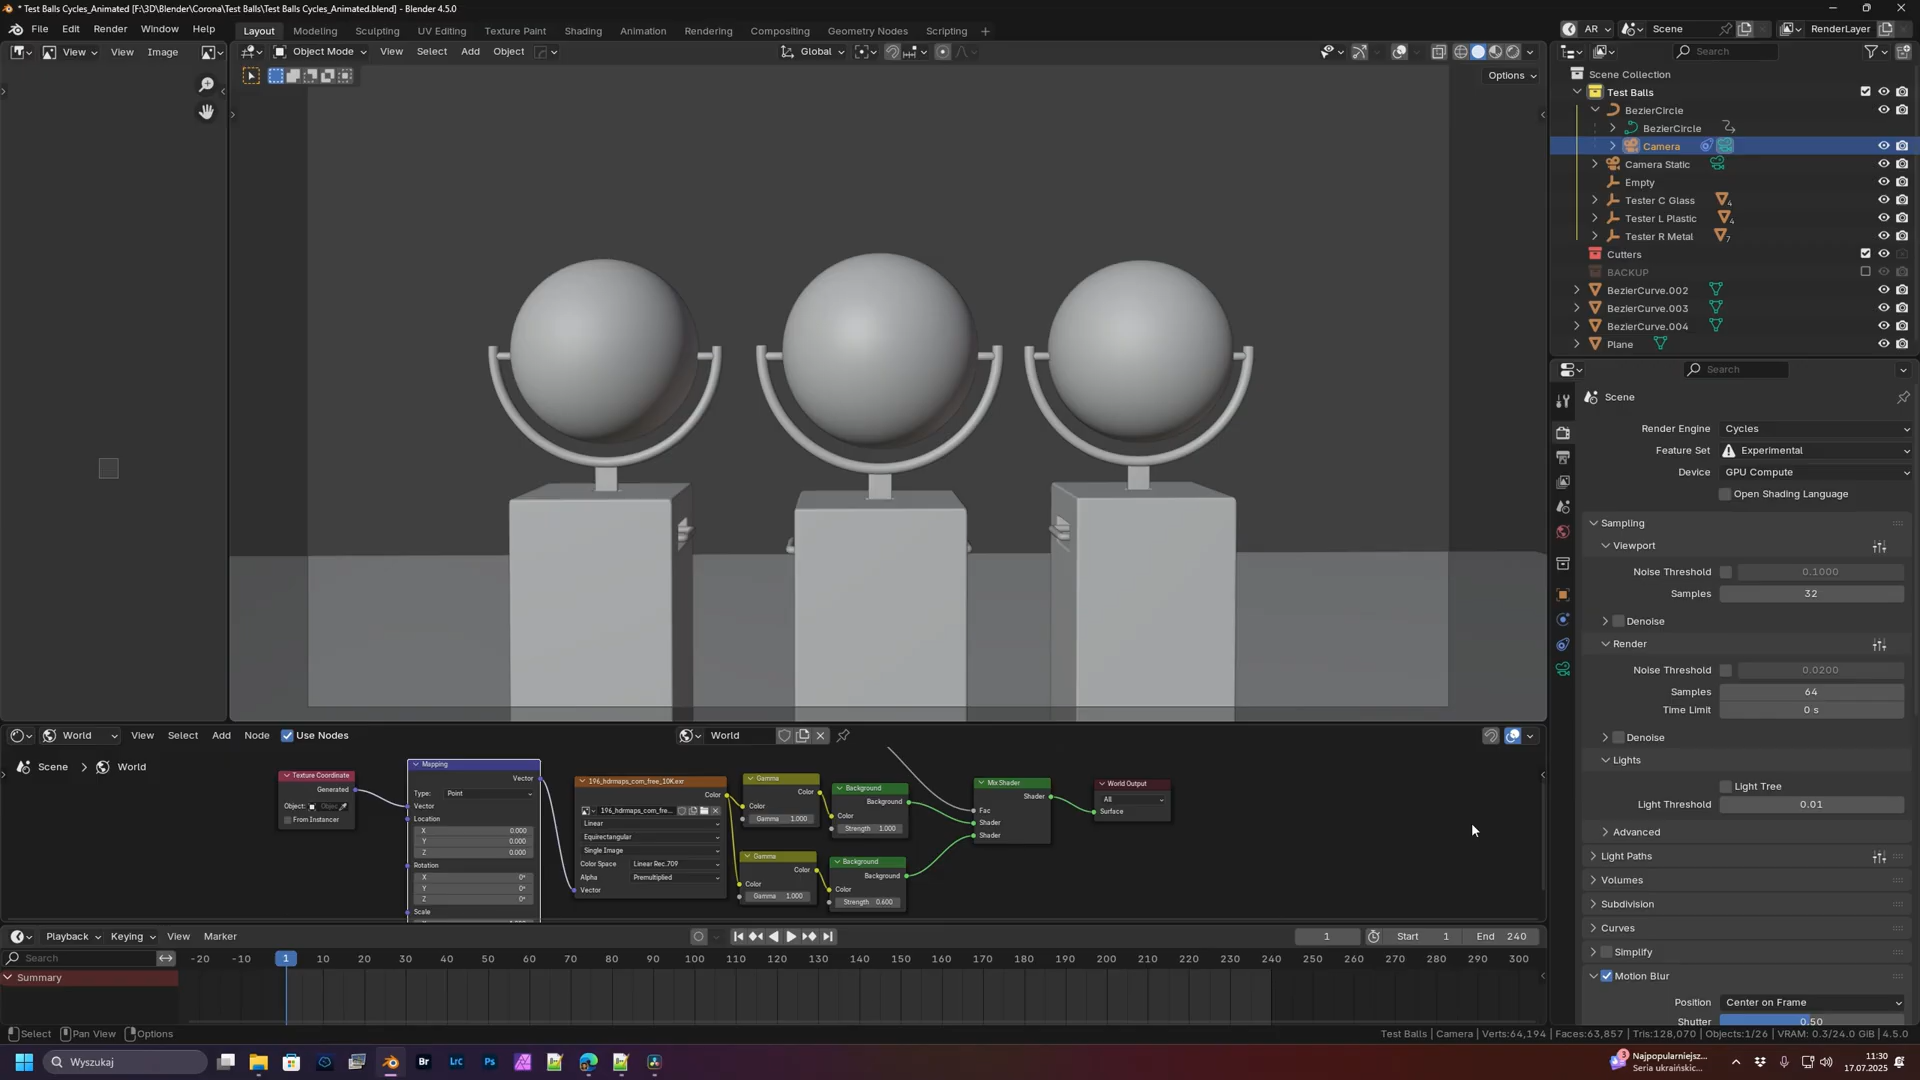 * Test Balls Cycles_Animated [F:\3D\Blender\Corona\Test Balls\Test Balls Cycles_Animated.blend] - Blender 4.5.0
File Edit Render Window Help
Layout Modeling Sculpting UV Editing Texture Paint Shading Animation Rendering Compositing Geometry Nodes Scripting +
AR Scene RenderLayer
View View Image
Object Mode View Select Add Object Global
Options
Search
Scene Collection
Test Balls
BezierCircle
BezierCircle
Camera
Camera Static
Empty
Tester C Glass 4
Tester L Plastic 4
Tester R Metal 7
Cutters
BACKUP
BezierCurve.002
BezierCurve.003
BezierCurve.004
Plane
Search
Scene
Render Engine Cycles
Feature Set Experimental
Device GPU Compute
Open Shading Language
Sampling
Viewport
Noise Threshold 0.1000
Samples 32
Denoise
Render
Noise Threshold 0.0200
Samples 64
Time Limit 0 s
Denoise
Lights
Light Tree
Light Threshold 0.01
Advanced
Light Paths
Volumes
Subdivision
Curves
Simplify
Motion Blur
Position Center on Frame
Shutter 0.50
World View Select Add Node Use Nodes World
Scene > World
Texture Coordinate
Generated
Object:
From Instancer
Mapping
Vector
Type: Point
Vector
Location
X 0.000
Y 0.000
Z 0.000
Rotation
X 0°
Y 0°
Z 0°
Scale
196_hdrmaps_com_free_10K.exr
Color
196_hdrmaps_com_fre...
Linear
Equirectangular
Single Image
Color Space Linear Rec.709
Alpha Premultiplied
Vector
Gamma
Color
Color
Gamma 1.000
Background
Background
Color
Strength 1.000
Gamma
Color
Color
Gamma 1.000
Background
Background
Color
Strength 0.600
Mix Shader
Shader
Fac
Shader
Shader
World Output
All
Surface
Playback Keying View Marker
1 Start 1 End 240
Search
-20 -10 1 10 20 30 40 50 60 70 80 90 100 110 120 130 140 150 160 170 180 190 200 210 220 230 240 250 260 270 280 290 300
Summary
Select Pan View Options
Test Balls | Camera | Verts:64,194 | Faces:63,857 | Tris:128,070 | Objects:1/26 | VRAM: 0.3/24.0 GiB | 4.5.0
Wyszukaj
Br Lrc Ps
3
Najpopularniejsz...
Seria ukraińskic...
11:30
17.07.2025